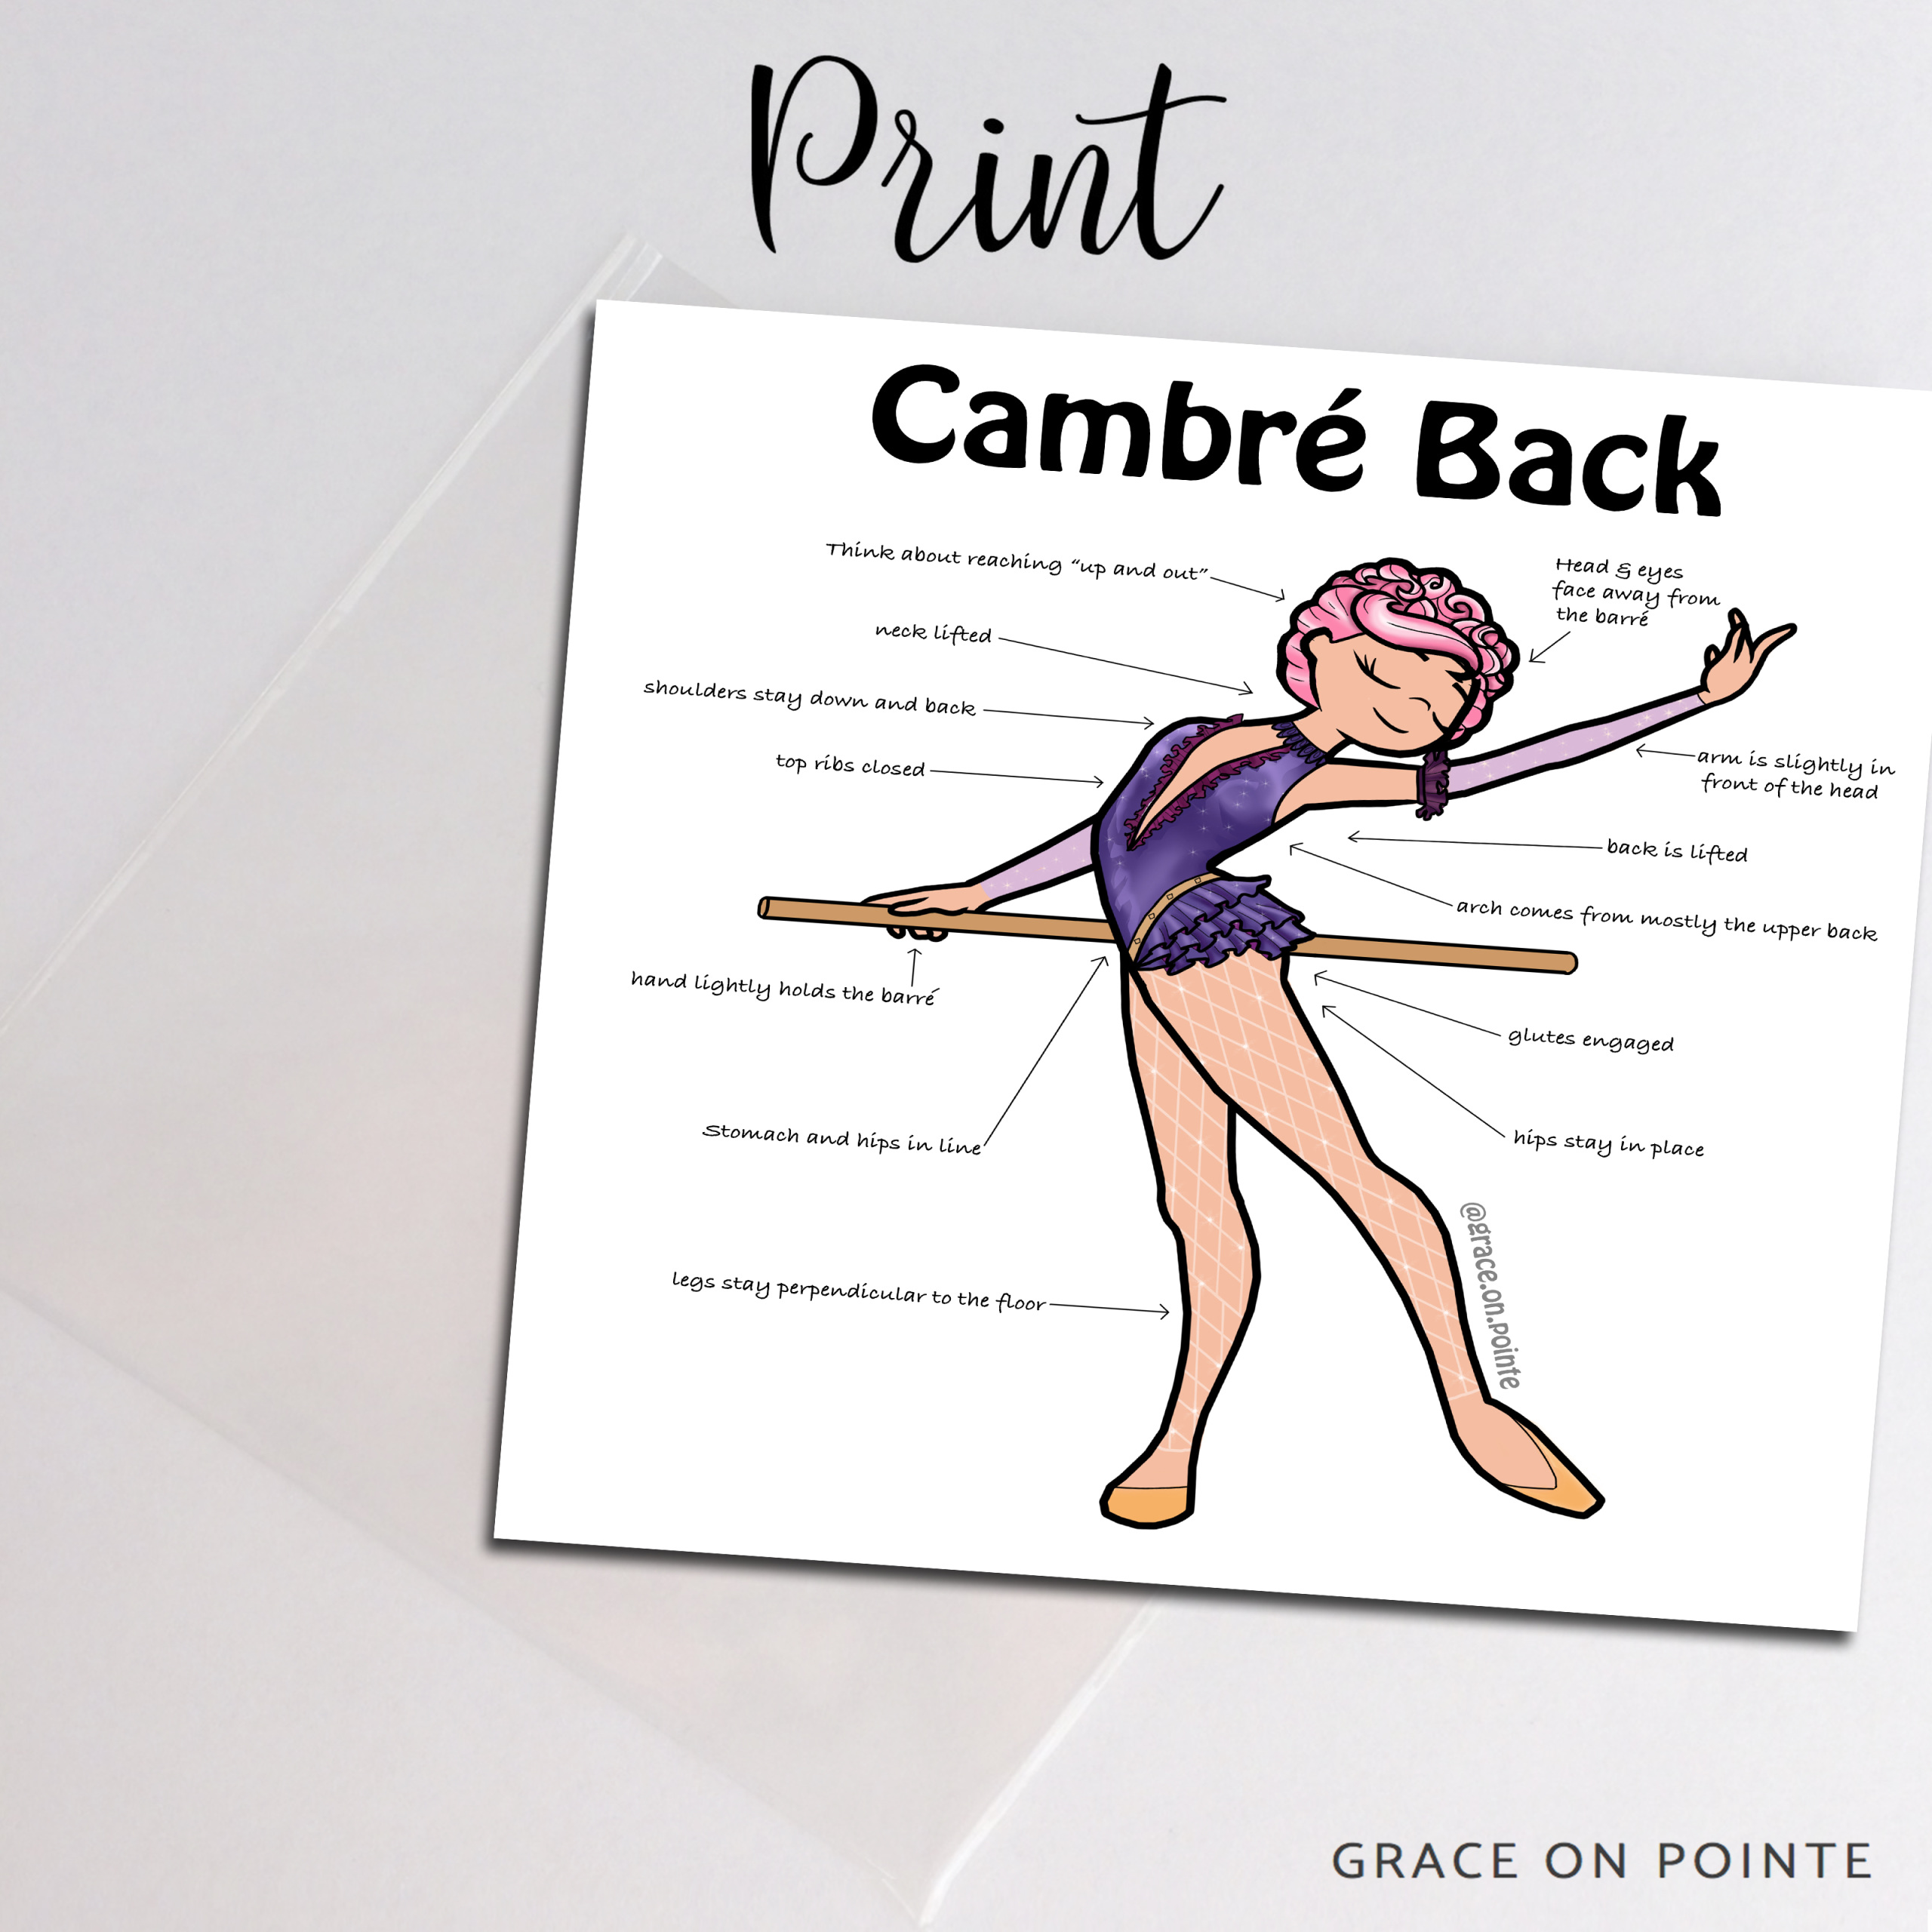 Print
Cambré Back
Think about reaching “up and out”
Head & eyes
face away from
the barré
neck lifted
shoulders stay down and back
top ribs closed
arm is slightly in
front of the head
back is lifted
arch comes from mostly the upper back
hand lightly holds the barré
glutes engaged
Stomach and hips in line
hips stay in place
legs stay perpendicular to the floor
@grace.on.pointe
GRACE ON POINTE